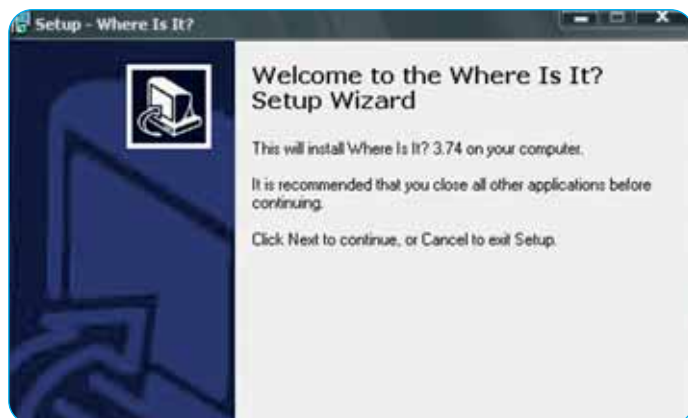 Setup - Where Is It?
Welcome to the Where Is It?
Setup Wizard
This will install Where Is It? 3.74 on your computer.
It is recommended that you close all other applications before
continuing.
Click Next to continue, or Cancel to exit Setup.